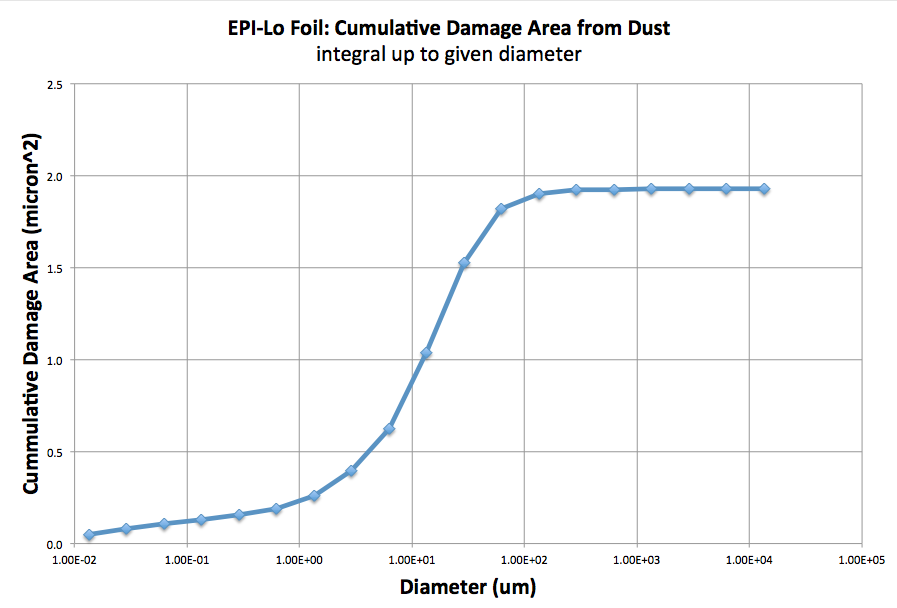 EPI-Lo Foil: Cumulative Damage Area from Dust
integral up to given diameter
Cummulative Damage Area (micron^2)
2.5
2.0
1.5
1.0
0.5
0.0
1.00E-02 1.00E-01 1.00E+00 1.00E+01 1.00E+02 1.00E+03 1.00E+04 1.00E+05
Diameter (um)